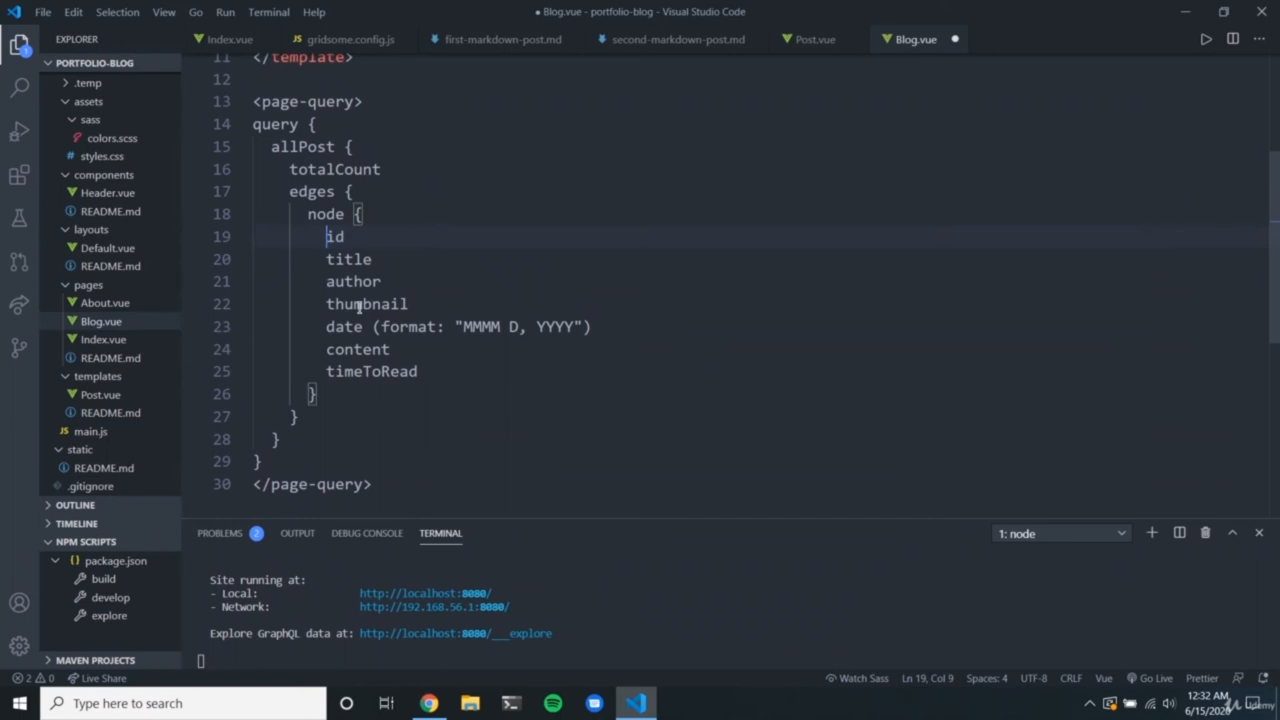 File Edit Selection View Go Run Terminal Help
● Blog.vue - portfolio-blog - Visual Studio Code
EXPLORER
Index.vue gridsome.config.js first-markdown-post.md second-markdown-post.md Post.vue Blog.vue
PORTFOLIO-BLOG
.temp
assets
sass
colors.scss
styles.css
components
Header.vue
README.md
layouts
Default.vue
README.md
pages
About.vue
Blog.vue
Index.vue
README.md
templates
Post.vue
README.md
main.js
static
README.md
.gitignore
OUTLINE
TIMELINE
NPM SCRIPTS
package.json
build
develop
explore
MAVEN PROJECTS
11 </template>
12
13 <page-query>
14 query {
15 allPost {
16 totalCount
17 edges {
18 node {
19 id
20 title
21 author
22 thumbnail
23 date (format: "MMMM D, YYYY")
24 content
25 timeToRead
26 }
27 }
28 }
29 }
30 </page-query>
PROBLEMS 2 OUTPUT DEBUG CONSOLE TERMINAL
1: node
Site running at:
- Local: http://localhost:8080/
- Network: http://192.168.56.1:8080/
Explore GraphQL data at: http://localhost:8080/___explore
2 0 Live Share
Watch Sass Ln 19, Col 9 Spaces: 4 UTF-8 CRLF Vue Go Live Prettier
Type here to search
12:32 AM
6/15/2020
Udemy